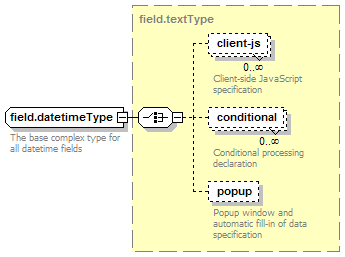 field.textType
client-js
0..∞
Client-side JavaScript
specification
field.datetimeType
The base complex type for
all datetime fields
conditional
0..∞
Conditional processing
declaration
popup
Popup window and
automatic fill-in of data
specification